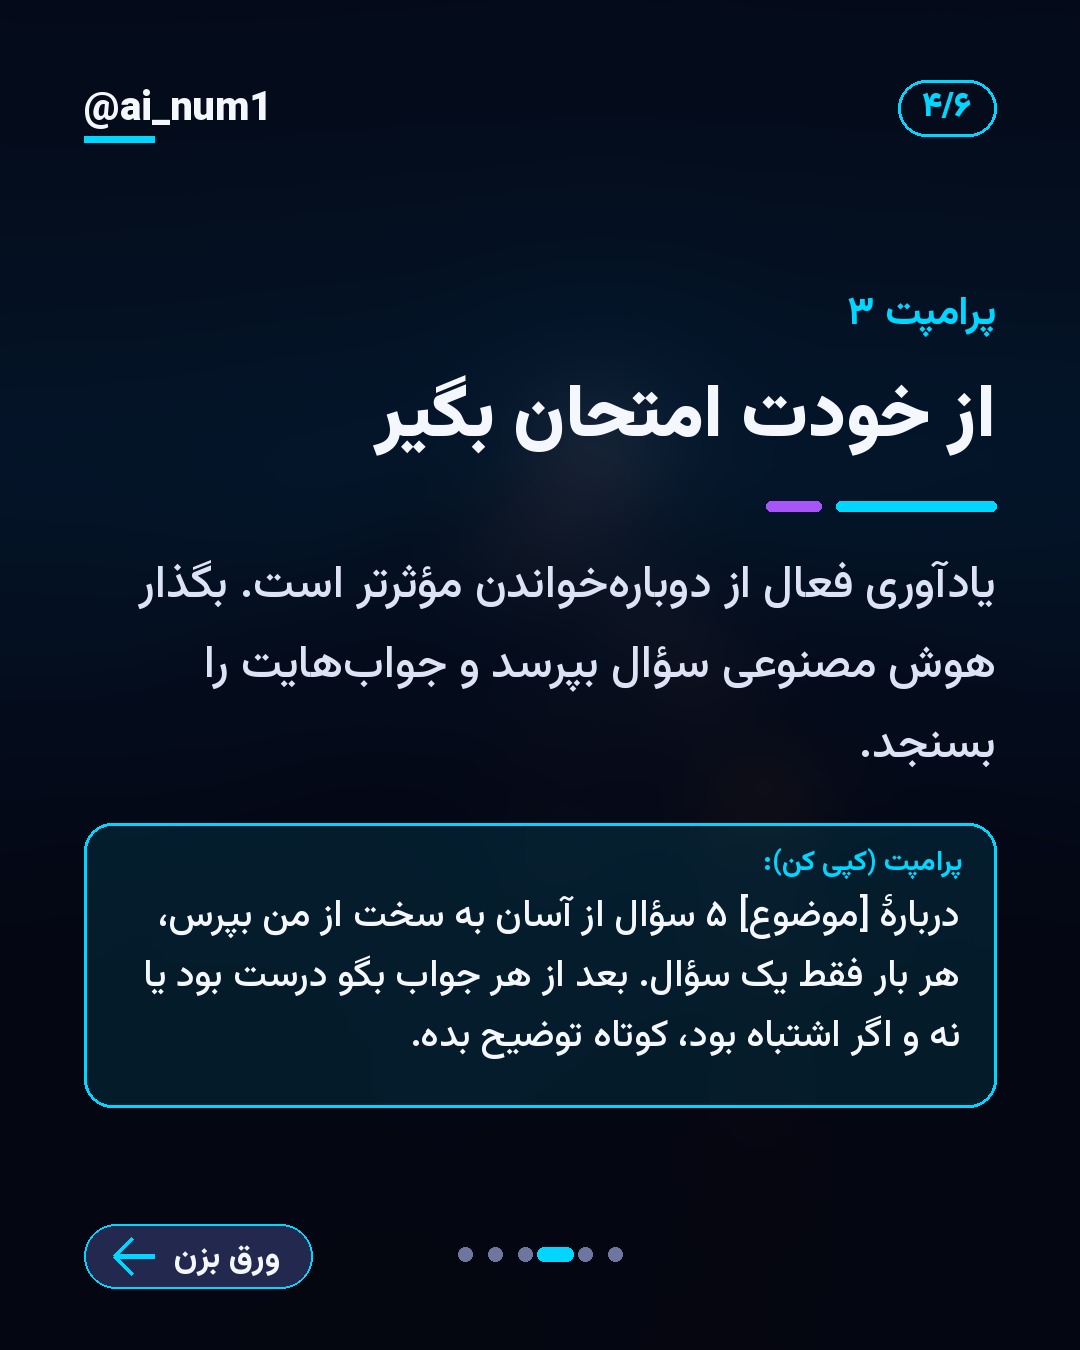 @ai_num1
۴/۶
پرامپت ۳
از خودت امتحان بگیر
یادآوری فعال از دوباره‌خواندن مؤثرتر است. بگذار
هوش مصنوعی سؤال بپرسد و جواب‌هایت را
بسنجد.
پرامپت (کپی کن):
دربارهٔ [موضوع] ۵ سؤال از آسان به سخت از من بپرس،
هر بار فقط یک سؤال. بعد از هر جواب بگو درست بود یا
نه و اگر اشتباه بود، کوتاه توضیح بده.
ورق بزن